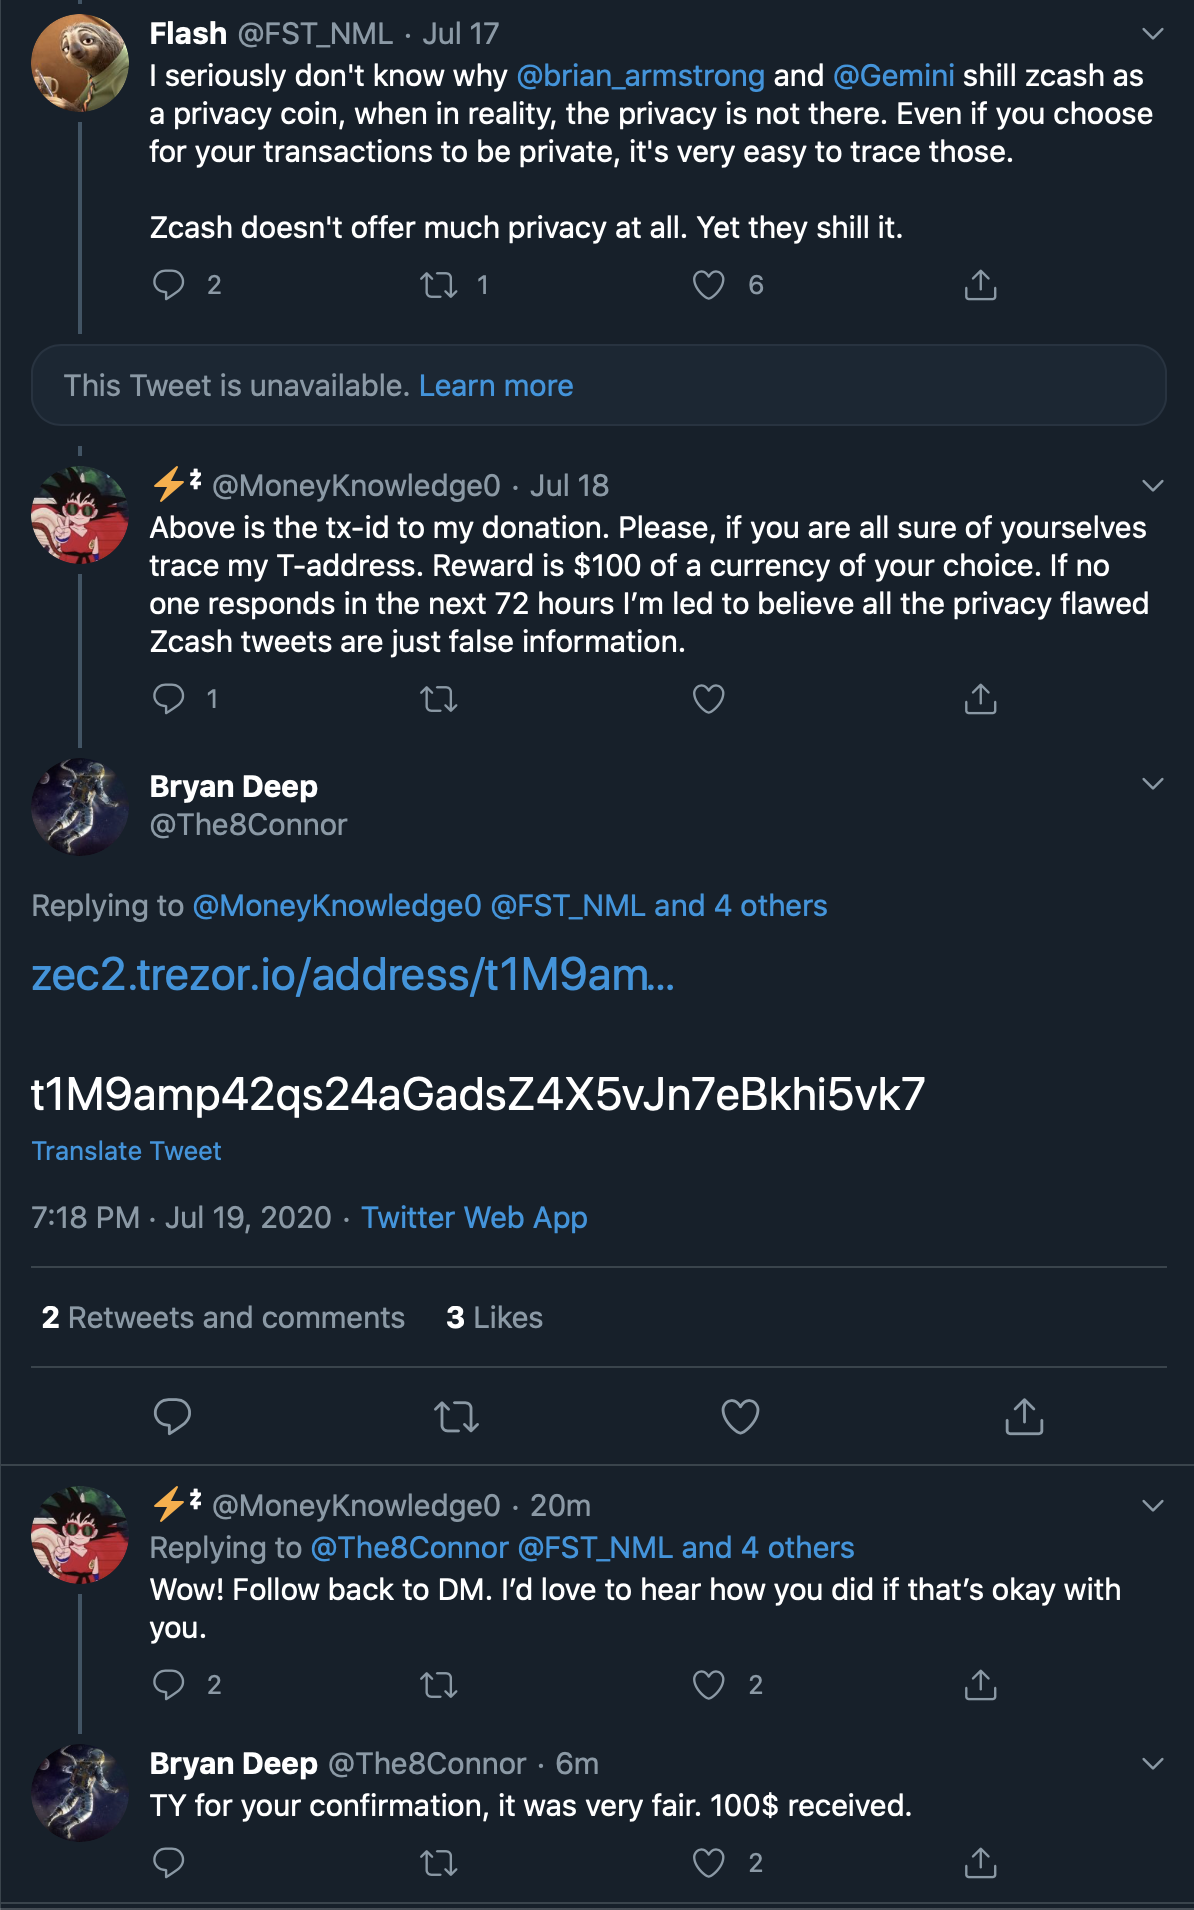 Flash @FST_NML · Jul 17
I seriously don't know why @brian_armstrong and @Gemini shill zcash as
a privacy coin, when in reality, the privacy is not there. Even if you choose
for your transactions to be private, it's very easy to trace those.
Zcash doesn't offer much privacy at all. Yet they shill it.
2 1 6
This Tweet is unavailable. Learn more
⚡ⓩ @MoneyKnowledge0 · Jul 18
Above is the tx-id to my donation. Please, if you are all sure of yourselves
trace my T-address. Reward is $100 of a currency of your choice. If no
one responds in the next 72 hours I’m led to believe all the privacy flawed
Zcash tweets are just false information.
1
Bryan Deep
@The8Connor
Replying to @MoneyKnowledge0 @FST_NML and 4 others
zec2.trezor.io/address/t1M9am...
t1M9amp42qs24aGadsZ4X5vJn7eBkhi5vk7
Translate Tweet
7:18 PM · Jul 19, 2020 · Twitter Web App
2 Retweets and comments 3 Likes
⚡ⓩ @MoneyKnowledge0 · 20m
Replying to @The8Connor @FST_NML and 4 others
Wow! Follow back to DM. I’d love to hear how you did if that’s okay with
you.
2 2
Bryan Deep @The8Connor · 6m
TY for your confirmation, it was very fair. 100$ received.
2